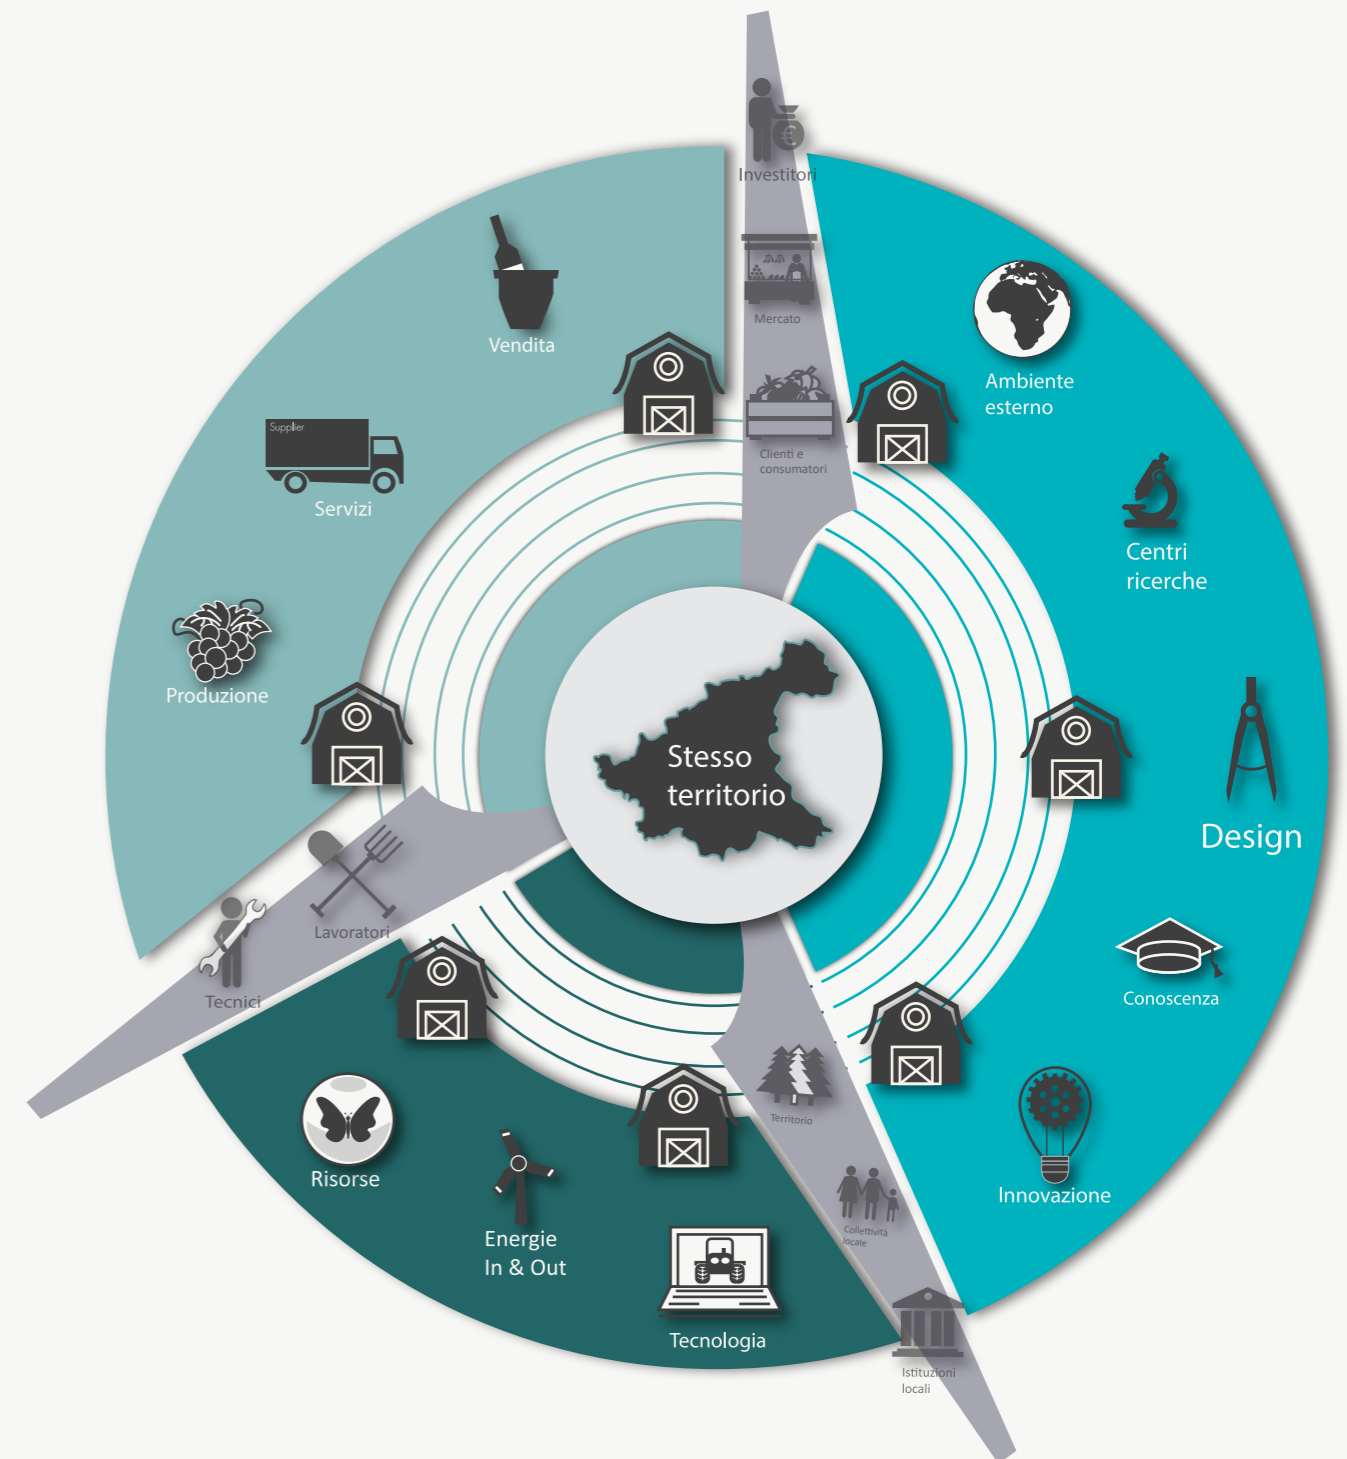 Investitori
Mercato
Clienti e
consumatori
Vendita
Supplier
Servizi
Produzione
Ambiente
esterno
Centri
ricerche
Design
Conoscenza
Innovazione
Stesso
territorio
Lavoratori
Tecnici
Risorse
Energie
In & Out
Tecnologia
Territorio
Collettività
locale
Istituzioni
locali